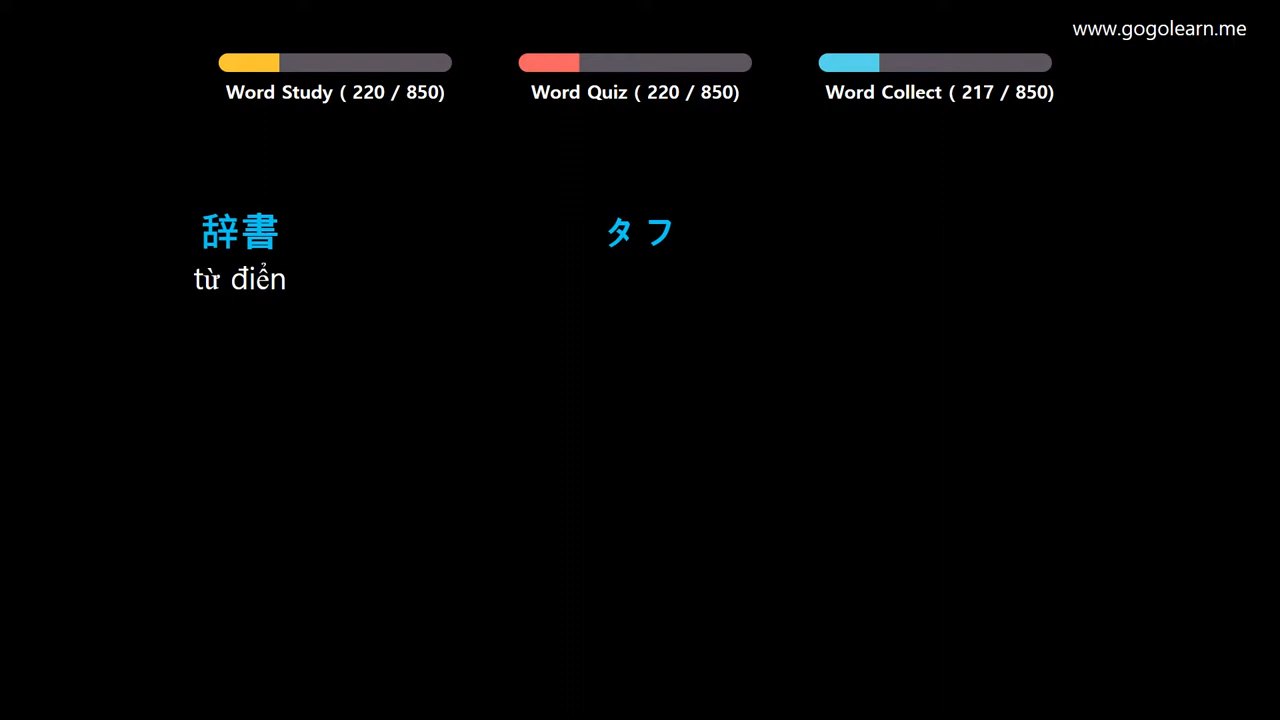 www.gogolearn.me
Word Study ( 220 / 850)
Word Quiz ( 220 / 850)
Word Collect ( 217 / 850)
辞書
タフ
từ điển